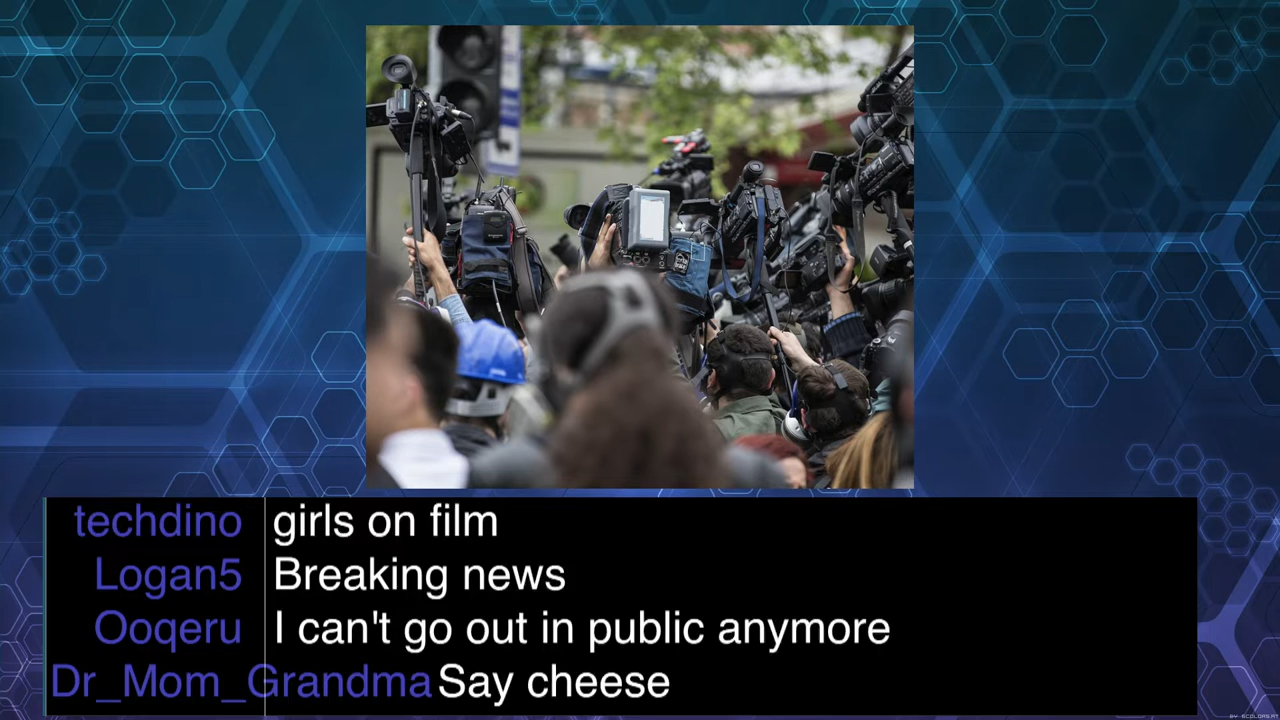 techdino girls on film
Logan5 Breaking news
Ooqeru I can't go out in public anymore
Dr_Mom_Grandma Say cheese